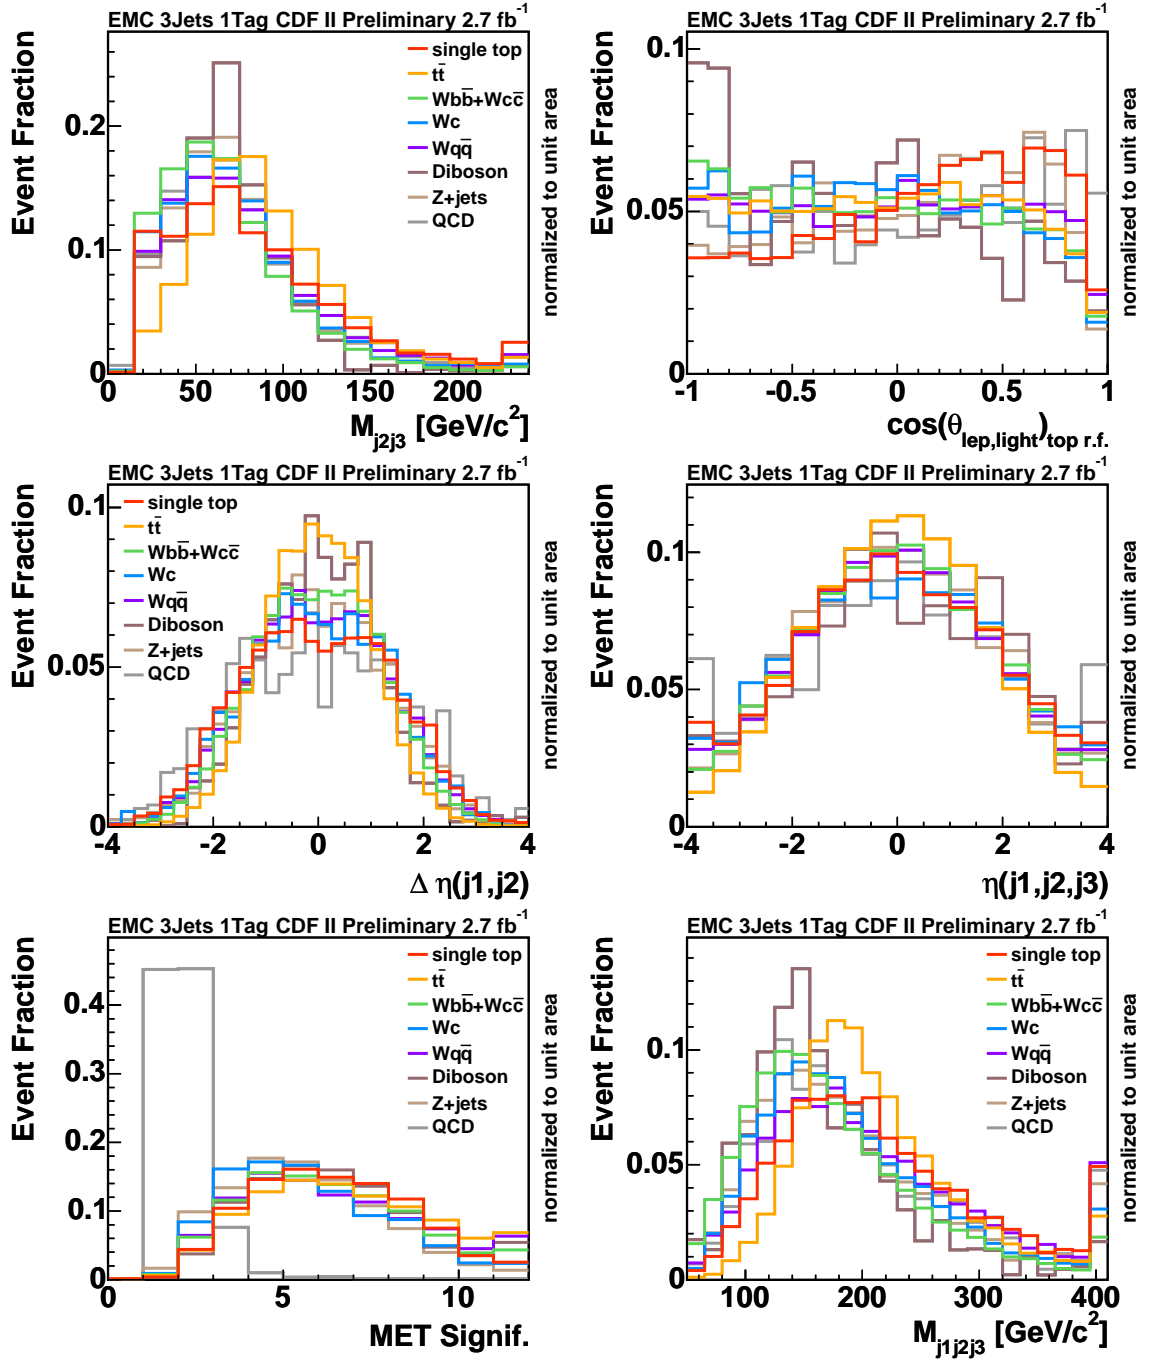 EMC 3Jets 1Tag CDF II Preliminary 2.7 fb⁻¹
Event Fraction
0.2
0.1
0
0 50 100 150 200
M_j2j3 [GeV/c²]
normalized to unit area
single top
tt̄
Wbb̄+Wcc̄
Wc
Wqq̄
Diboson
Z+jets
QCD
EMC 3Jets 1Tag CDF II Preliminary 2.7 fb⁻¹
Event Fraction
0.1
0.05
0
-1 -0.5 0 0.5 1
cos(θ_lep,light)_top r.f.
normalized to unit area
EMC 3Jets 1Tag CDF II Preliminary 2.7 fb⁻¹
Event Fraction
0.1
0.05
0
-4 -2 0 2 4
Δ η(j1,j2)
normalized to unit area
single top
tt̄
Wbb̄+Wcc̄
Wc
Wqq̄
Diboson
Z+jets
QCD
EMC 3Jets 1Tag CDF II Preliminary 2.7 fb⁻¹
Event Fraction
0.1
0.05
0
-4 -2 0 2 4
η(j1,j2,j3)
normalized to unit area
EMC 3Jets 1Tag CDF II Preliminary 2.7 fb⁻¹
Event Fraction
0.4
0.3
0.2
0.1
0
0 5 10
MET Signif.
normalized to unit area
single top
tt̄
Wbb̄+Wcc̄
Wc
Wqq̄
Diboson
Z+jets
QCD
EMC 3Jets 1Tag CDF II Preliminary 2.7 fb⁻¹
Event Fraction
0.1
0.05
0
100 200 300 400
M_j1j2j3 [GeV/c²]
normalized to unit area
single top
tt̄
Wbb̄+Wcc̄
Wc
Wqq̄
Diboson
Z+jets
QCD